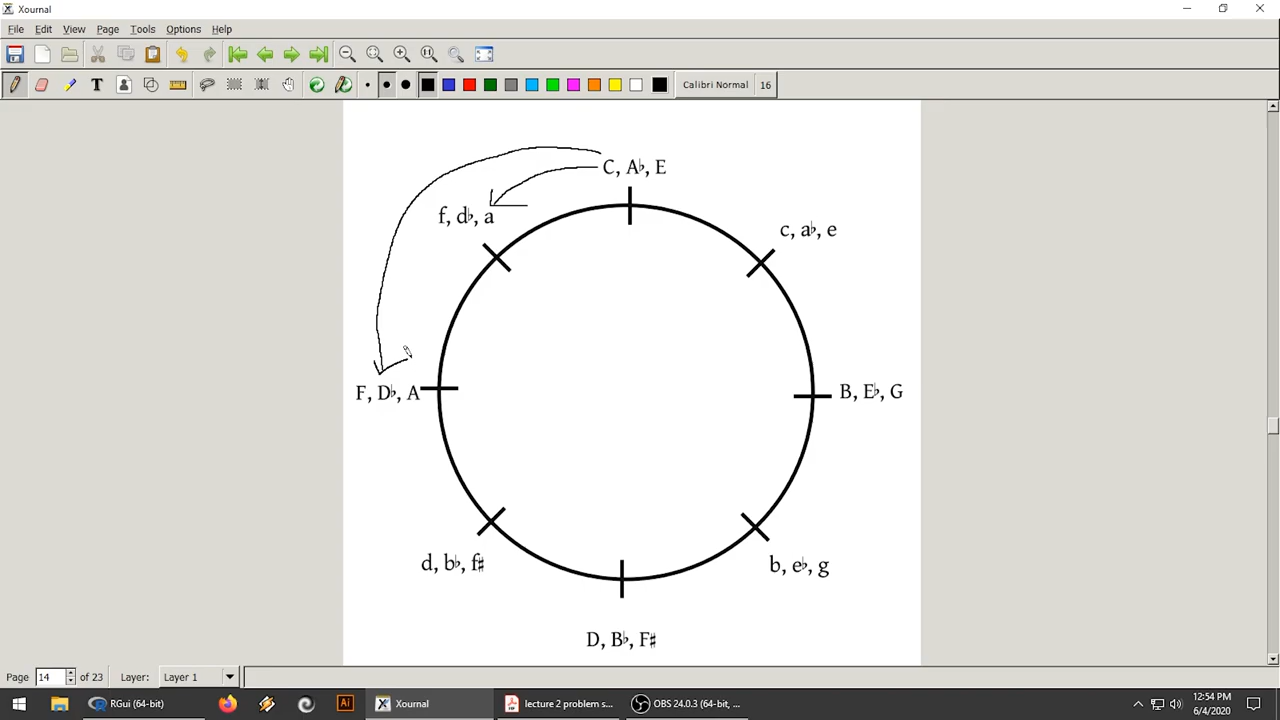 Xournal
File Edit View Page Tools Options Help
Calibri Normal 16
C, A♭, E
f, d♭, a
c, a♭, e
F, D♭, A
B, E♭, G
d, b♭, f♯
b, e♭, g
D, B♭, F♯
Page 14 of 23 Layer: Layer 1
RGui (64-bit) Ai Xournal lecture 2 problem s... OBS 24.0.3 (64-bit, ... 12:54 PM
6/4/2020